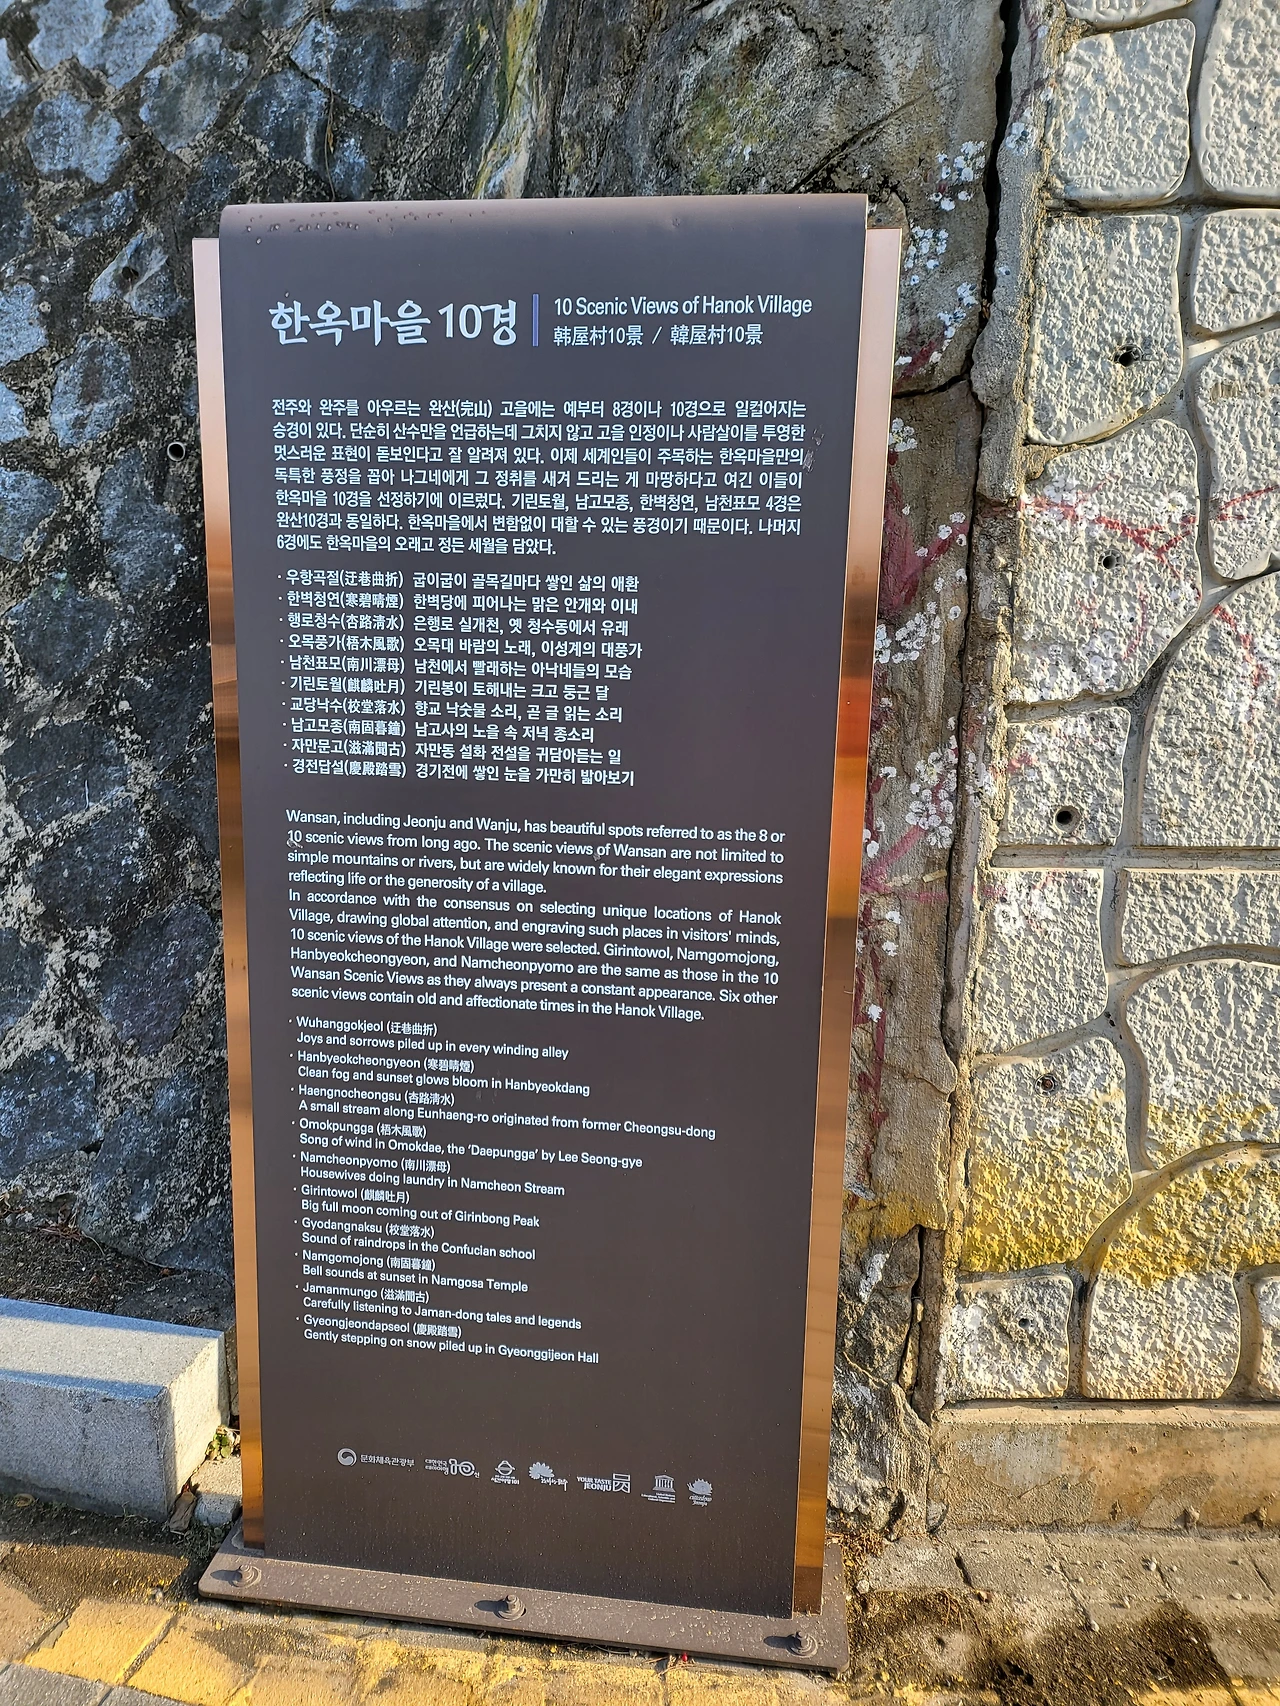 한옥마을 10경
10 Scenic Views of Hanok Village
韩屋村10景 / 韓屋村10景
전주와 완주를 아우르는 완산(完山) 고을에는 예부터 8경이나 10경으로 일컬어지는
승경이 있다. 단순히 산수만을 언급하는데 그치지 않고 고을 인정이나 사람살이를 투영한
멋스러운 표현이 돋보인다고 잘 알려져 있다. 이제 세계인들이 주목하는 한옥마을만의
독특한 풍정을 꼽아 나그네에게 그 정취를 새겨 드리는 게 마땅하다고 여긴 이들이
한옥마을 10경을 선정하기에 이르렀다. 기린토월, 남고모종, 한벽청연, 남천표모 4경은
완산10경과 동일하다. 한옥마을에서 변함없이 대할 수 있는 풍경이기 때문이다. 나머지
6경에도 한옥마을의 오래고 정든 세월을 담았다.
· 우항곡절(迂巷曲折) 굽이굽이 골목길마다 쌓인 삶의 애환
· 한벽청연(寒碧晴煙) 한벽당에 피어나는 맑은 안개와 이내
· 행로청수(杏路淸水) 은행로 실개천, 옛 청수동에서 유래
· 오목풍가(梧木風歌) 오목대 바람의 노래, 이성계의 대풍가
· 남천표모(南川漂母) 남천에서 빨래하는 아낙네들의 모습
· 기린토월(麒麟吐月) 기린봉이 토해내는 크고 둥근 달
· 교당낙수(校堂落水) 향교 낙숫물 소리, 곧 글 읽는 소리
· 남고모종(南固暮鐘) 남고사의 노을 속 저녁 종소리
· 자만문고(滋滿聞古) 자만동 설화 전설을 귀담아듣는 일
· 경전답설(慶殿踏雪) 경기전에 쌓인 눈을 가만히 밟아보기
Wansan, including Jeonju and Wanju, has beautiful spots referred to as the 8 or
10 scenic views from long ago. The scenic views of Wansan are not limited to
simple mountains or rivers, but are widely known for their elegant expressions
reflecting life or the generosity of a village.
In accordance with the consensus on selecting unique locations of Hanok
Village, drawing global attention, and engraving such places in visitors' minds,
10 scenic views of the Hanok Village were selected. Girintowol, Namgomojong,
Hanbyeokcheongyeon, and Namcheonpyomo are the same as those in the 10
Wansan Scenic Views as they always present a constant appearance. Six other
scenic views contain old and affectionate times in the Hanok Village.
· Wuhanggokjeol (迂巷曲折)
Joys and sorrows piled up in every winding alley
· Hanbyeokcheongyeon (寒碧晴煙)
Clean fog and sunset glows bloom in Hanbyeokdang
· Haengnocheongsu (杏路淸水)
A small stream along Eunhaeng-ro originated from former Cheongsu-dong
· Omokpungga (梧木風歌)
Song of wind in Omokdae, the 'Daepungga' by Lee Seong-gye
· Namcheonpyomo (南川漂母)
Housewives doing laundry in Namcheon Stream
· Girintowol (麒麟吐月)
Big full moon coming out of Girinbong Peak
· Gyodangnaksu (校堂落水)
Sound of raindrops in the Confucian school
· Namgomojong (南固暮鐘)
Bell sounds at sunset in Namgosa Temple
· Jamanmungo (滋滿聞古)
Carefully listening to Jaman-dong tales and legends
· Gyeongjeondapseol (慶殿踏雪)
Gently stepping on snow piled up in Gyeonggijeon Hall
문화체육관광부
YOUR TASTE
JEONJU